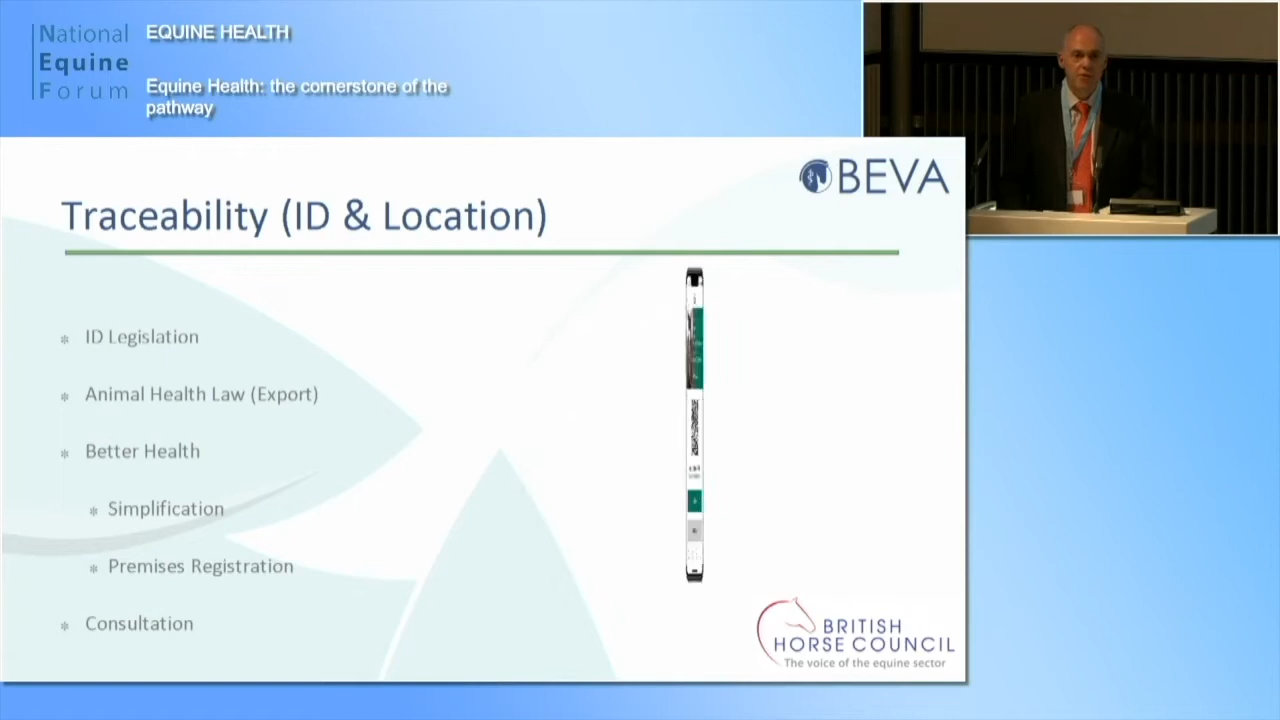 National
Equine
Forum
EQUINE HEALTH
Equine Health: the cornerstone of the
pathway
BEVA
Traceability (ID & Location)
ID Legislation
Animal Health Law (Export)
Better Health
Simplification
Premises Registration
Consultation
BRITISH
HORSE COUNCIL
The voice of the equine sector